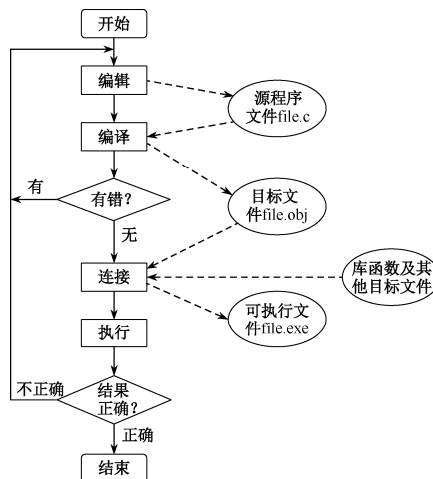 开始
编辑
源程序
文件file.c
编译
有
有错?
目标文
件file.obj
无
连接
库函数及其
他目标文件
可执行文
件file.exe
执行
不正确
结果
正确?
正确
结束